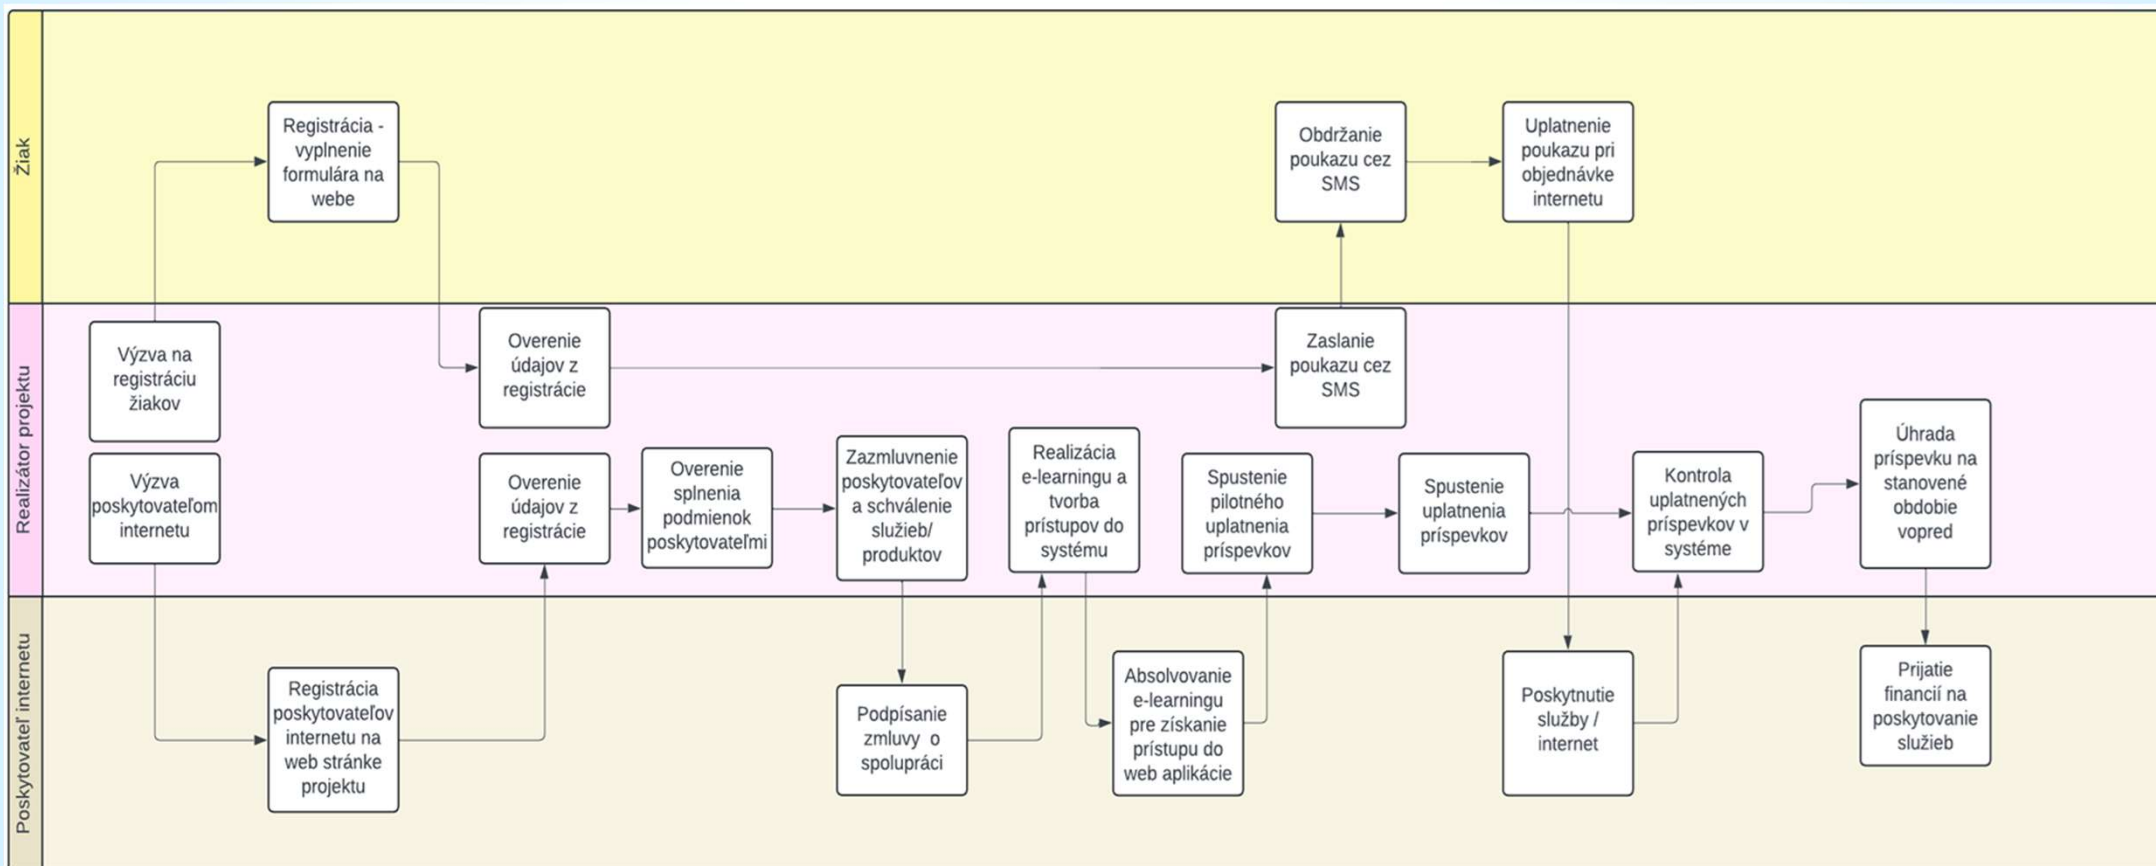 Žiak
Registrácia -
vyplnenie
formulára na
webe
Obdržanie
poukazu cez
SMS
Uplatnenie
poukazu pri
objednávke
internetu
Realizátor projektu
Výzva na
registráciu
žiakov
Overenie
údajov z
registrácie
Zaslanie
poukazu cez
SMS
Výzva
poskytovateľom
internetu
Overenie
údajov z
registrácie
Overenie
splnenia
podmienok
poskytovateľmi
Zazmluvnenie
poskytovateľov
a schválenie
služieb/
produktov
Realizácia
e-learningu a
tvorba
prístupov do
systému
Spustenie
pilotného
uplatnenia
príspevkov
Spustenie
uplatnenia
príspevkov
Kontrola
uplatnených
príspevkov v
systéme
Úhrada
príspevku na
stanovené
obdobie
vopred
Poskytovateľ internetu
Registrácia
poskytovateľov
internetu na
web stránke
projektu
Podpísanie
zmluvy o
spolupráci
Absolvovanie
e-learningu
pre získanie
prístupu do
web aplikácie
Poskytnutie
služby /
internet
Prijatie
financií na
poskytovanie
služieb